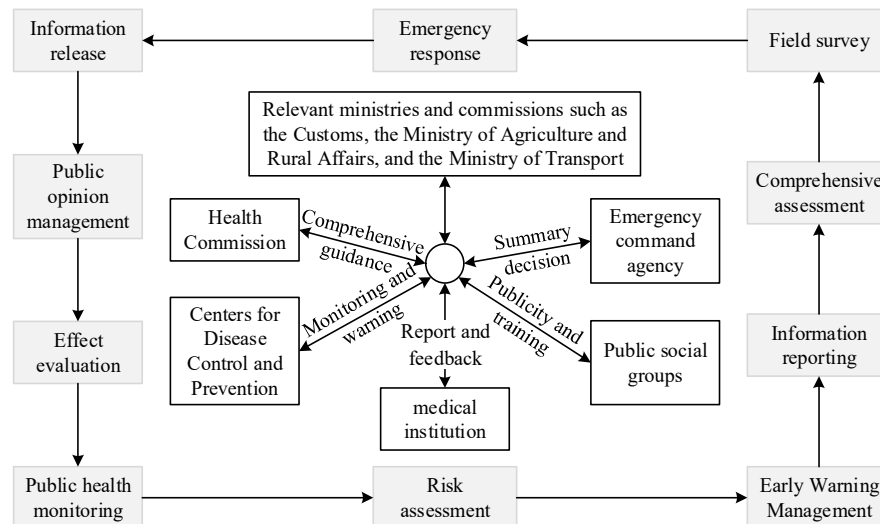 Information
release
Emergency
response
Field survey
Relevant ministries and commissions such as
the Customs, the Ministry of Agriculture and
Rural Affairs, and the Ministry of Transport
Public
opinion
management
Comprehensive
assessment
Health
Commission
Comprehensive
guidance
Summary
decision
Emergency
command
agency
Centers for
Disease
Control and
Prevention
Monitoring and
warning
Report and
feedback
Publicity and
training
Public social
groups
Effect
evaluation
Information
reporting
medical
institution
Public health
monitoring
Risk
assessment
Early Warning
Management